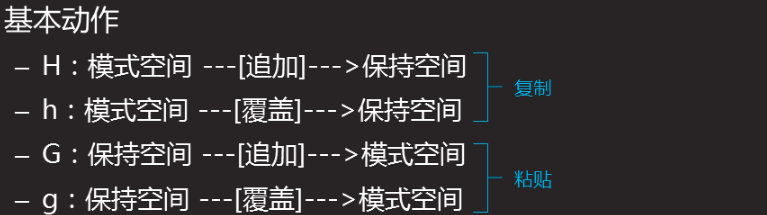 基本动作
– H：模式空间 ---[追加]--->保持空间
– h：模式空间 ---[覆盖]--->保持空间
复制
– G：保持空间 ---[追加]--->模式空间
– g：保持空间 ---[覆盖]--->模式空间
粘贴